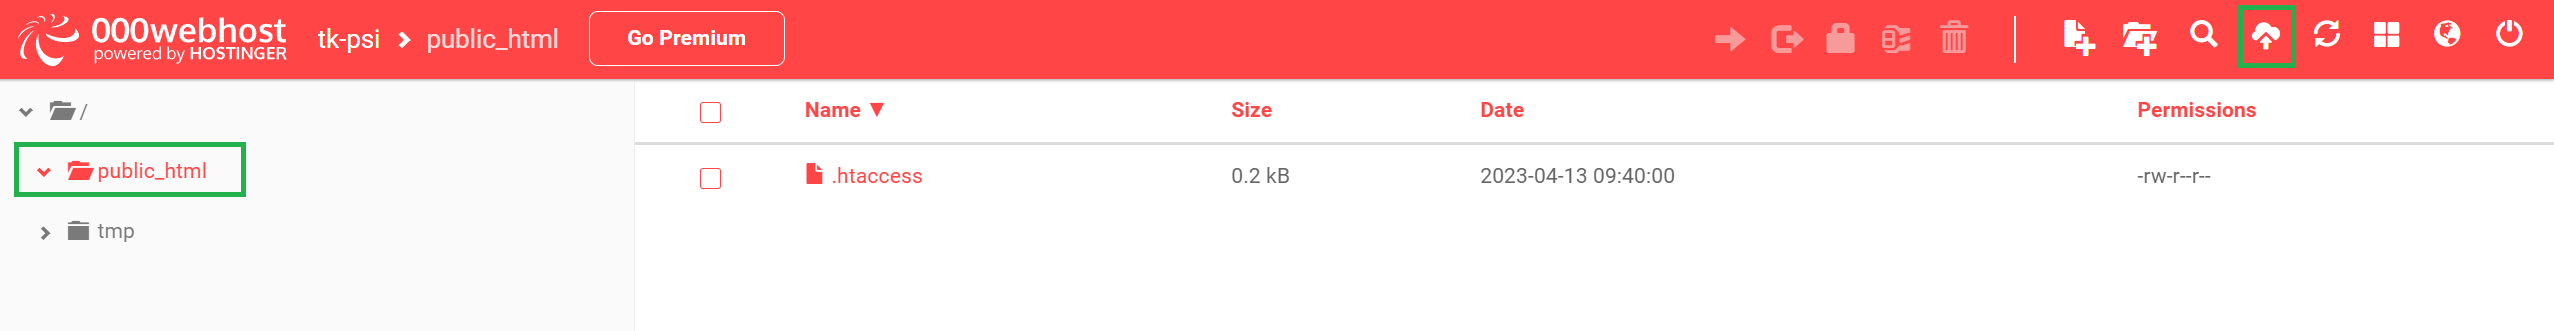 000webhost
powered by HOSTINGER
tk-psi > public_html
Go Premium
/
public_html
tmp
Name ▼ Size Date Permissions
.htaccess 0.2 kB 2023-04-13 09:40:00 -rw-r--r--